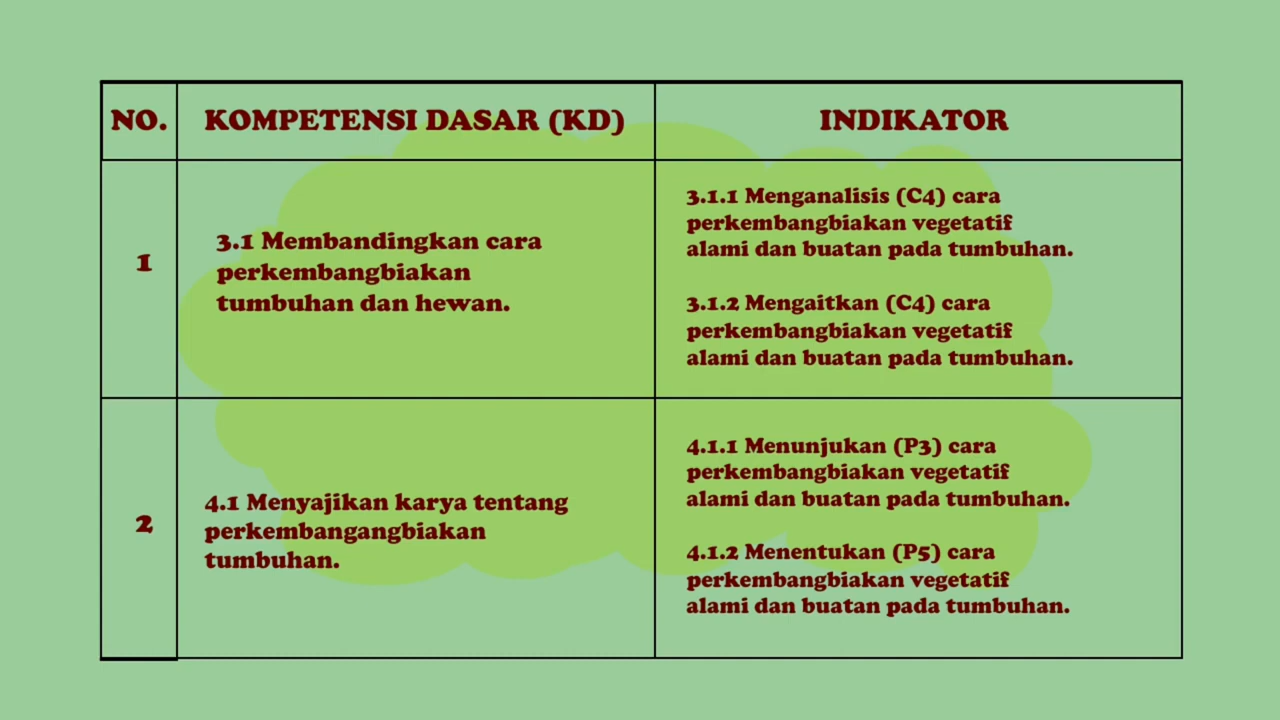 NO.
KOMPETENSI DASAR (KD)
INDIKATOR
1
3.1 Membandingkan cara
perkembangbiakan
tumbuhan dan hewan.
3.1.1 Menganalisis (C4) cara
perkembangbiakan vegetatif
alami dan buatan pada tumbuhan.
3.1.2 Mengaitkan (C4) cara
perkembangbiakan vegetatif
alami dan buatan pada tumbuhan.
2
4.1 Menyajikan karya tentang
perkembangangbiakan
tumbuhan.
4.1.1 Menunjukan (P3) cara
perkembangbiakan vegetatif
alami dan buatan pada tumbuhan.
4.1.2 Menentukan (P5) cara
perkembangbiakan vegetatif
alami dan buatan pada tumbuhan.